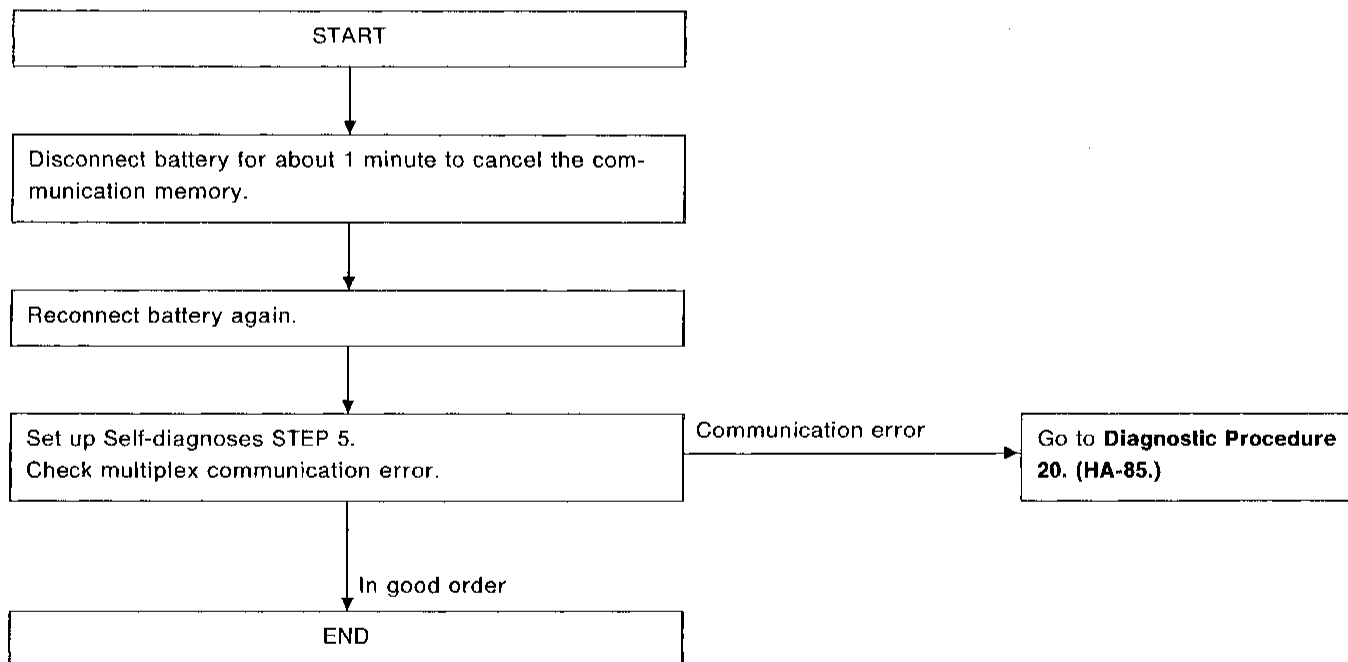 START
Disconnect battery for about 1 minute to cancel the com-
munication memory.
Reconnect battery again.
Set up Self-diagnoses STEP 5.
Check multiplex communication error.
Communication error
Go to Diagnostic Procedure
20. (HA-85.)
In good order
END